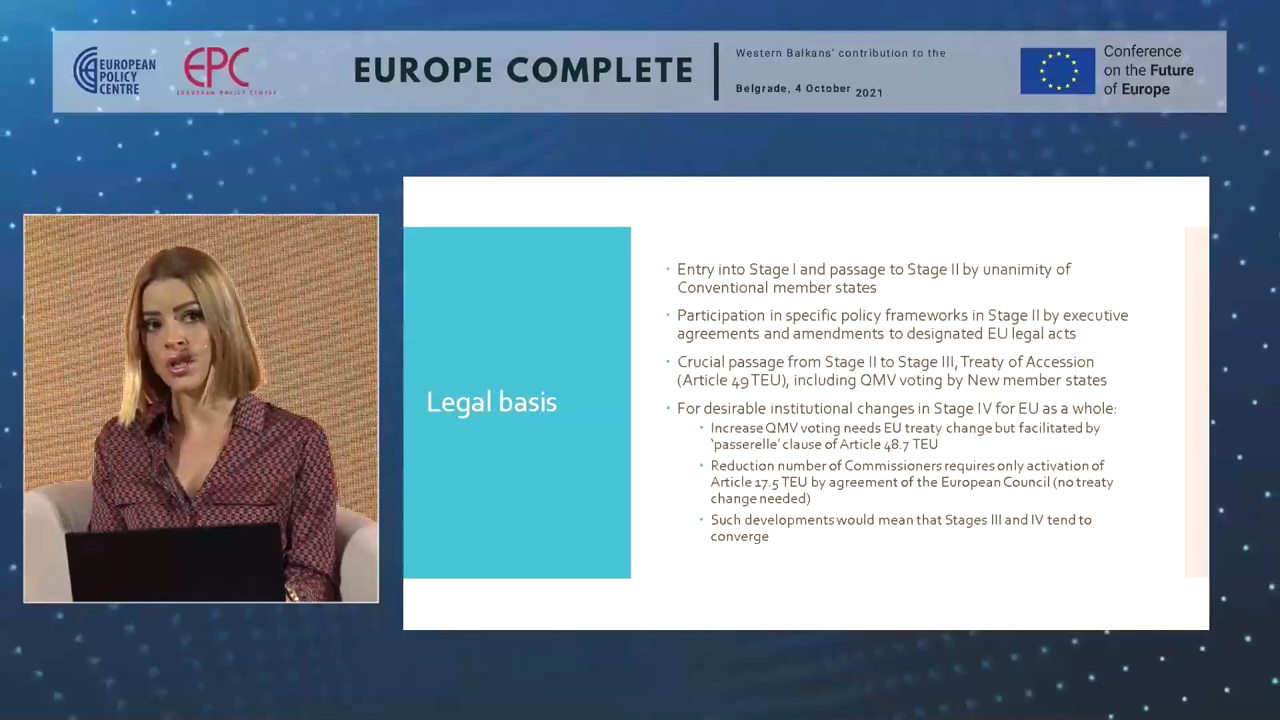 EUROPEAN
POLICY
CENTRE
EPC
EUROPEAN POLICY CENTRE
EUROPE COMPLETE
Western Balkans' contribution to the
Belgrade, 4 October 2021
Conference
on the Future
of Europe
Legal basis
Entry into Stage I and passage to Stage II by unanimity of
Conventional member states
Participation in specific policy frameworks in Stage II by executive
agreements and amendments to designated EU legal acts
Crucial passage from Stage II to Stage III, Treaty of Accession
(Article 49 TEU), including QMV voting by New member states
For desirable institutional changes in Stage IV for EU as a whole:
Increase QMV voting needs EU treaty change but facilitated by
‘passerelle’ clause of Article 48.7 TEU
Reduction number of Commissioners requires only activation of
Article 17.5 TEU by agreement of the European Council (no treaty
change needed)
Such developments would mean that Stages III and IV tend to
converge